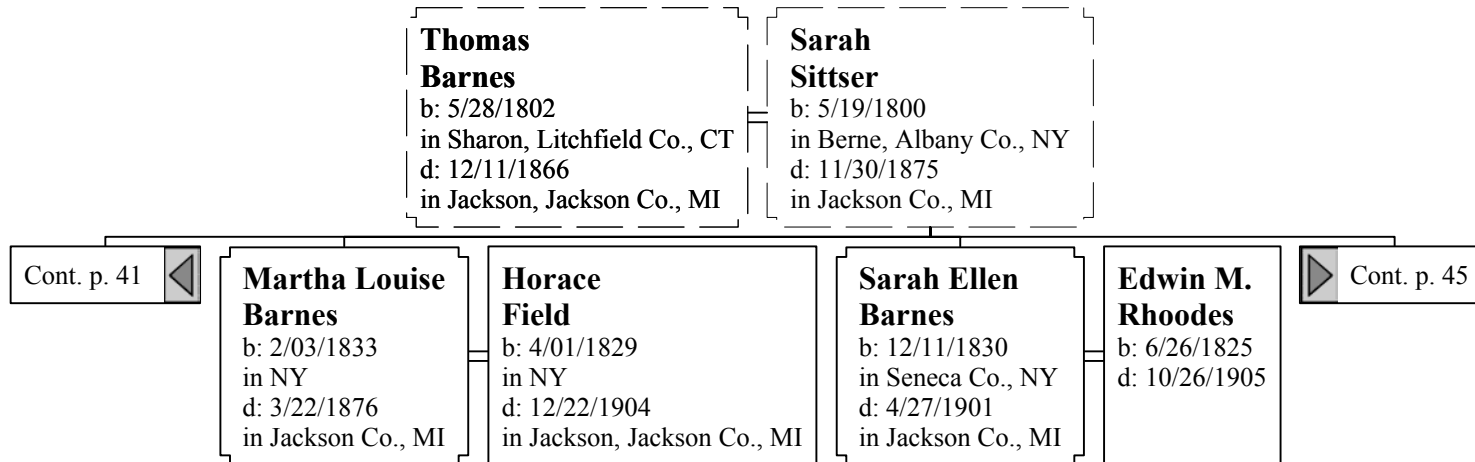 Thomas
Barnes
b: 5/28/1802
in Sharon, Litchfield Co., CT
d: 12/11/1866
in Jackson, Jackson Co., MI
Sarah
Sittser
b: 5/19/1800
in Berne, Albany Co., NY
d: 11/30/1875
in Jackson Co., MI
Cont. p. 41
Martha Louise
Barnes
b: 2/03/1833
in NY
d: 3/22/1876
in Jackson Co., MI
Horace
Field
b: 4/01/1829
in NY
d: 12/22/1904
in Jackson, Jackson Co., MI
Sarah Ellen
Barnes
b: 12/11/1830
in Seneca Co., NY
d: 4/27/1901
in Jackson Co., MI
Edwin M.
Rhoodes
b: 6/26/1825
d: 10/26/1905
Cont. p. 45